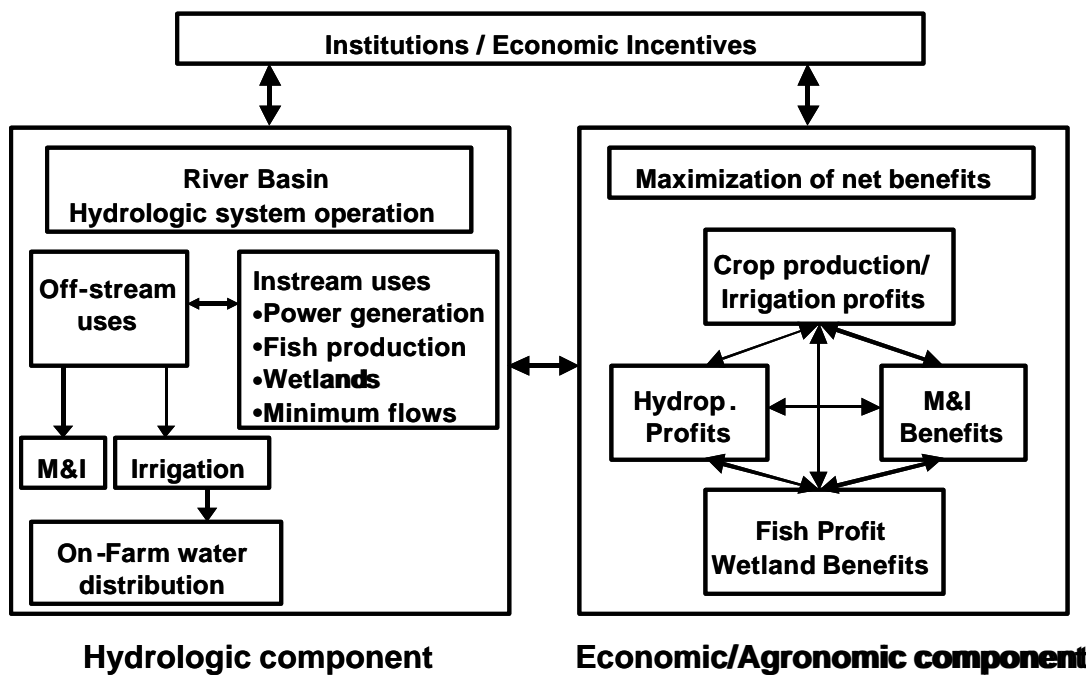 Institutions / Economic Incentives
River Basin
Hydrologic system operation
Off-stream
uses
Instream uses
•Power generation
•Fish production
•Wetlands
•Minimum flows
M&I
Irrigation
On-Farm water
distribution
Hydrologic component
Maximization of net benefits
Crop production/
Irrigation profits
Hydrop.
Profits
M&I
Benefits
Fish Profit
Wetland Benefits
Economic/Agronomic component